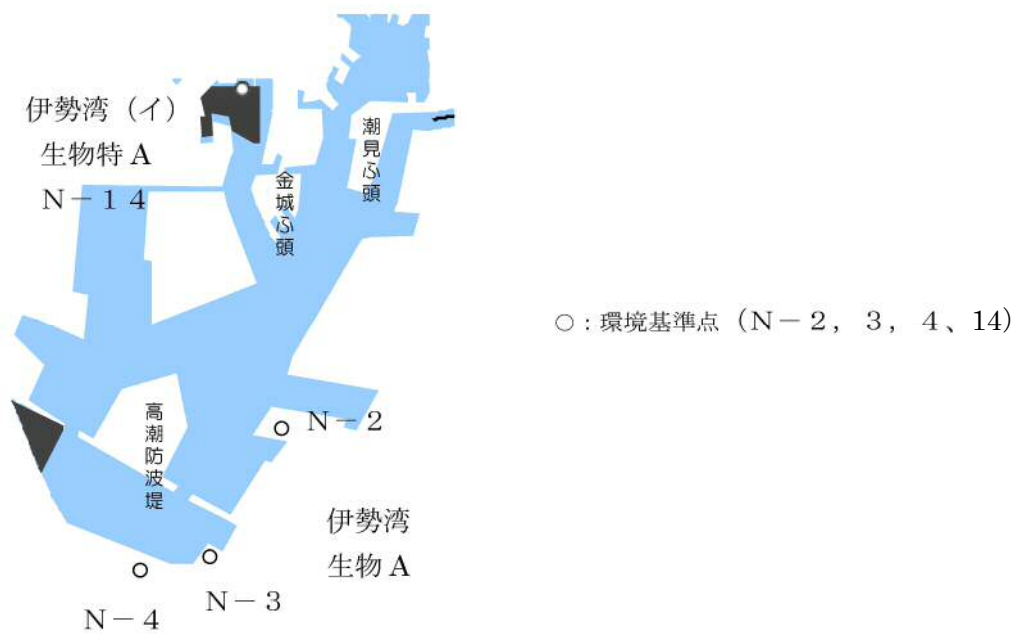 伊勢湾（イ）
生物特 A
Ｎ－１４
潮見ふ頭
金城ふ頭
○：環境基準点（Ｎ－２，３，４、14）
高潮防波堤
Ｎ－２
伊勢湾
生物 A
Ｎ－３
Ｎ－４